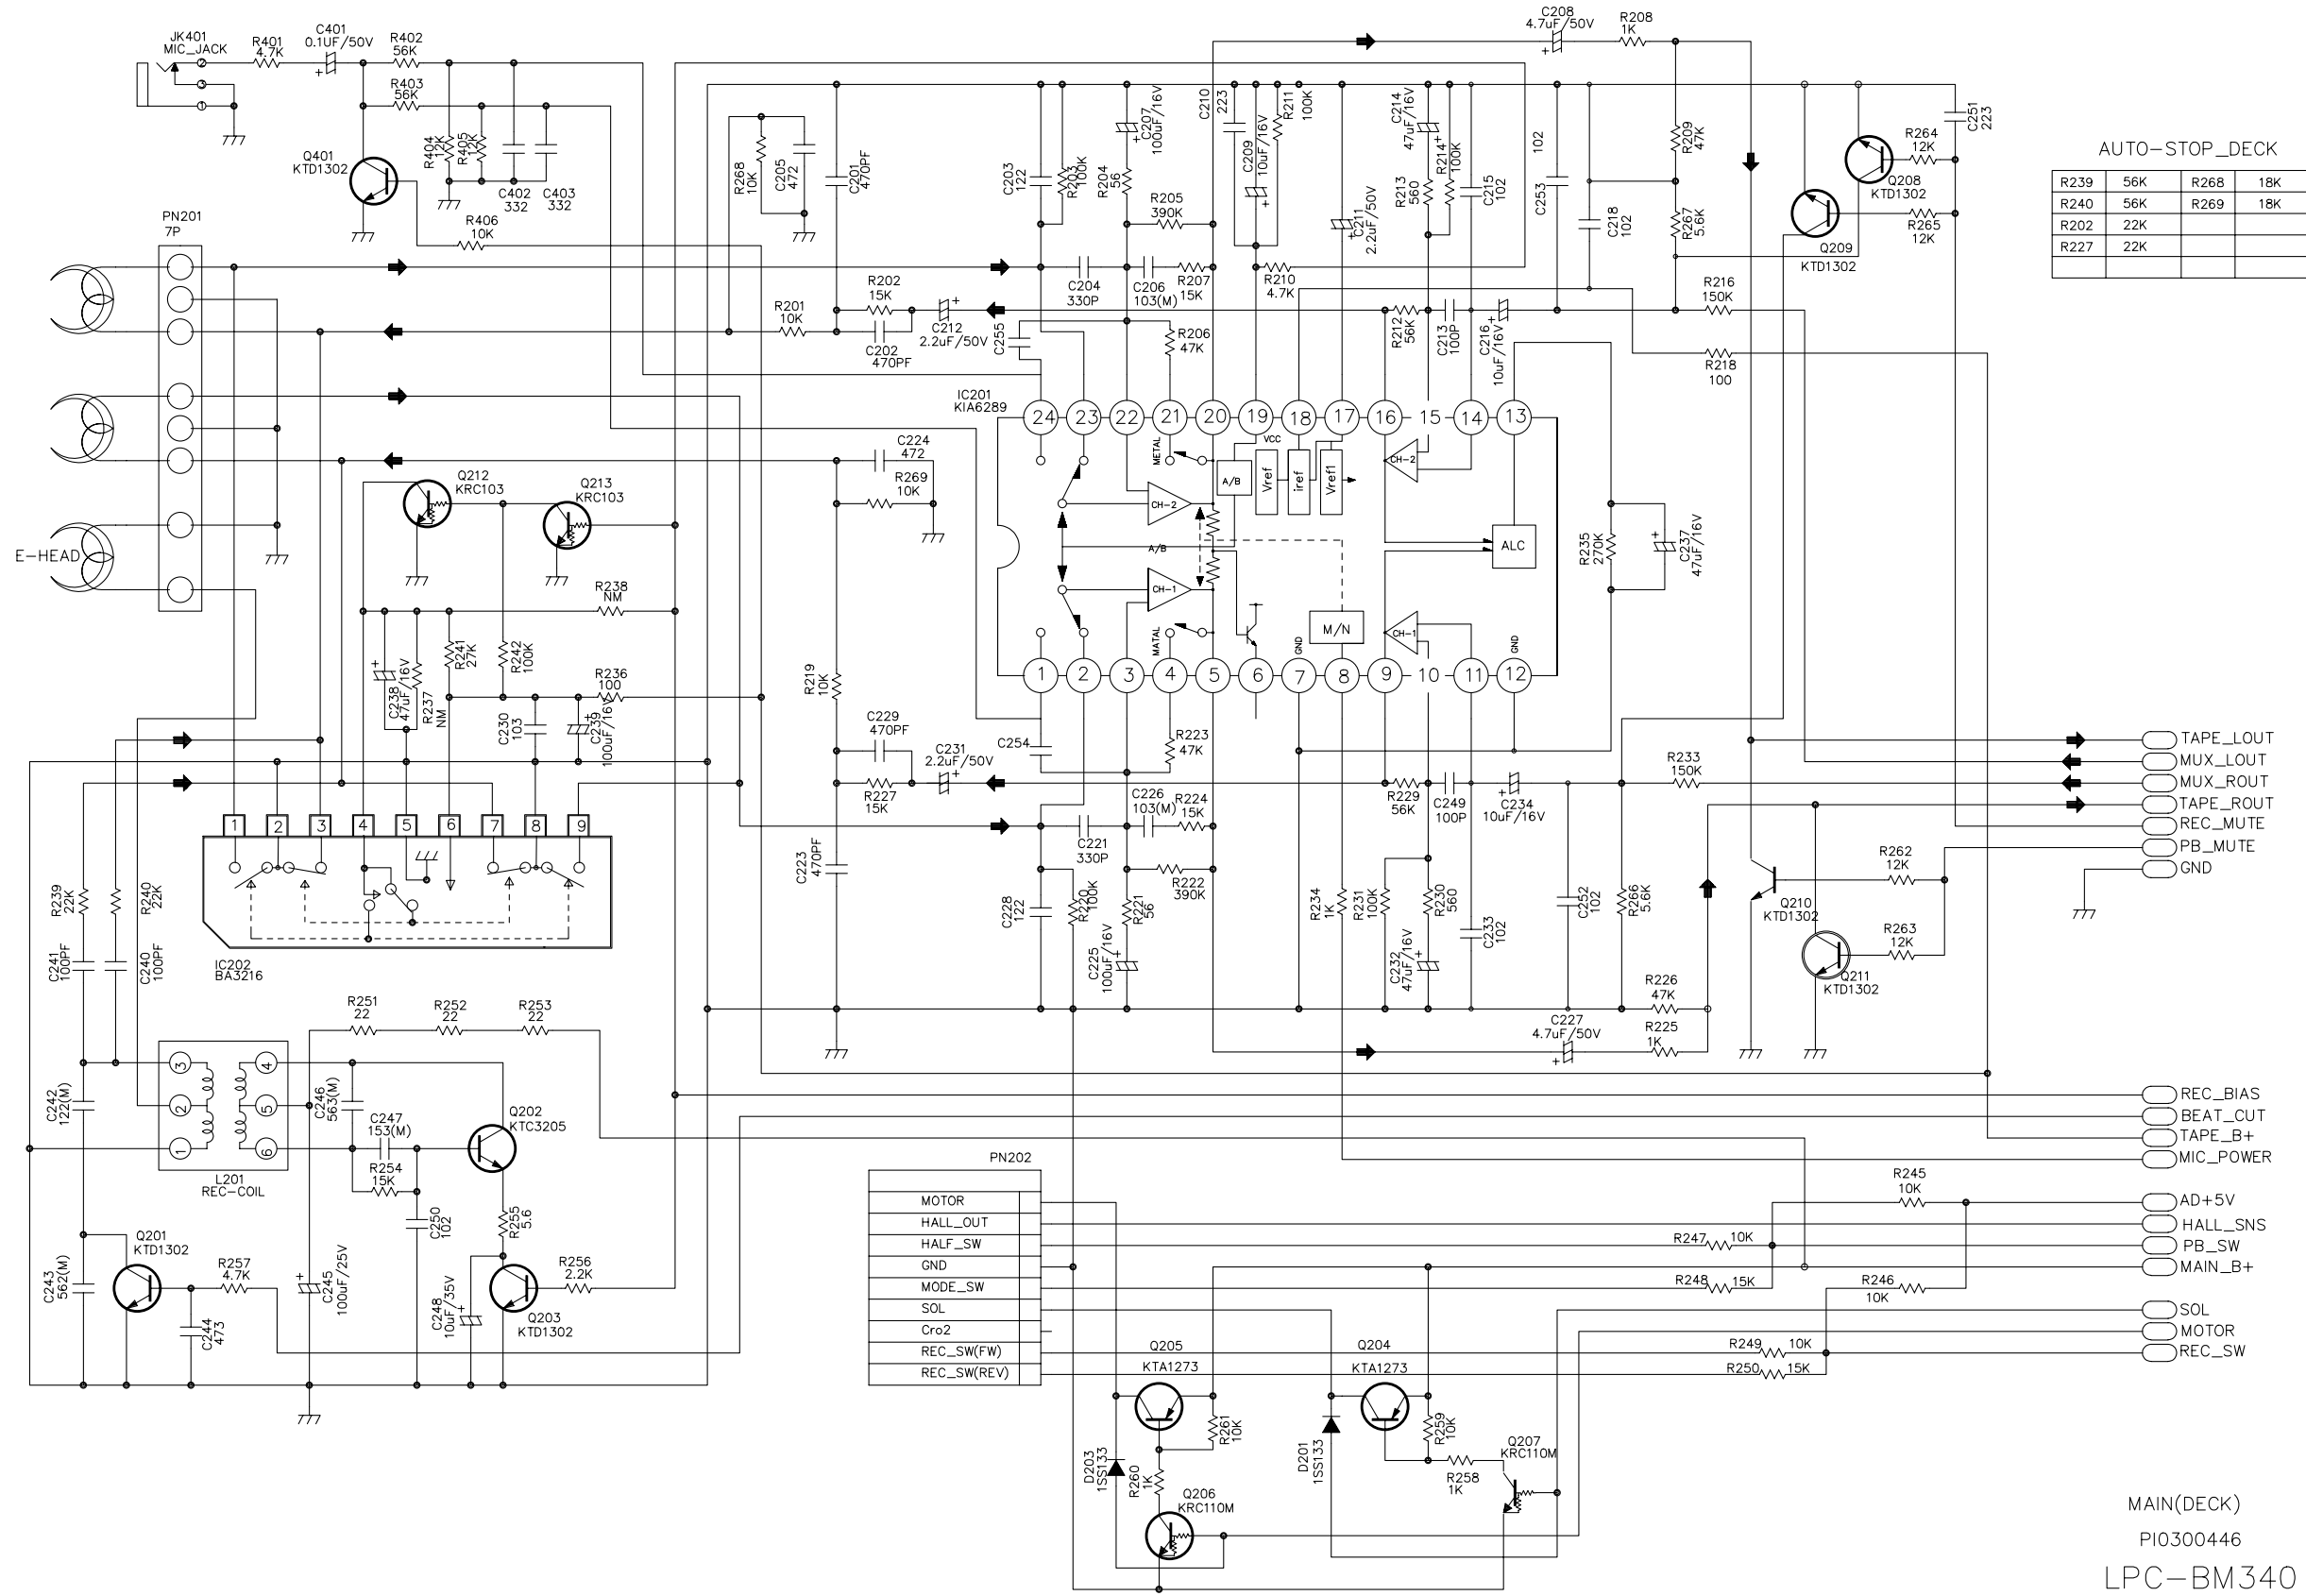 JK401
MIC_JACK
R401
4.7K
C401
0.1UF/50V
R402
56K
R403
56K
C208
4.7uF/50V
R208
1K
Q401
KTD1302
R404
12K
R405
12K
C402
332
C403
332
R406
10K
R268
10K
C205
472
C201
470PF
C203
122
R203
100K
C207
100uF/16V
R204
56
R205
390K
C210
223
C209
10uF/16V
R211
100K
C211
2.2uF/50V
C214
47uF/16V
R213
560
R214
100K
C215
102
C253
102
C218
102
R209
47K
R267
5.6K
Q208
KTD1302
R264
12K
Q209
KTD1302
R265
12K
C251
223
AUTO-STOP_DECK
R239 56K R268 18K
R240 56K R269 18K
R202 22K
R227 22K
PN201
7P
R201
10K
R202
15K
C202
470PF
C212
2.2uF/50V
C204
330P
C206
103(M)
R207
15K
R210
4.7K
C255
R206
47K
R212
56K
C213
100P
C216
10uF/16V
R216
150K
R218
100
IC201
KIA6289
24 23 22 21 20 19 18 17 16 15 14 13
METAL
VCC
A/B
Vref
iref
Vref1
CH-2
CH-2
A/B
CH-1
CH-1
ALC
M/N
MATAL
GND
GND
1 2 3 4 5 6 7 8 9 10 11 12
C224
472
R269
10K
R235
270K
C237
47uF/16V
E-HEAD
Q212
KRC103
Q213
KRC103
R238
NM
C238
47uF/16V
R237
NM
R241
27K
R242
100K
R236
100
C230
103
C239
100uF/16V
R219
10K
C229
470PF
R227
15K
C231
2.2uF/50V
C223
470PF
C254
R223
47K
C226
103(M)
R224
15K
C221
330P
R222
390K
C228
122
R220
100K
R221
56
C225
100uF/16V
R229
56K
C249
100P
C234
10uF/16V
R233
150K
R234
1K
R231
100K
R230
560
C232
47uF/16V
C233
102
C252
102
R266
5.6K
R226
47K
C227
4.7uF/50V
R225
1K
TAPE_LOUT
MUX_LOUT
MUX_ROUT
TAPE_ROUT
REC_MUTE
PB_MUTE
GND
R262
12K
Q210
KTD1302
R263
12K
Q211
KTD1302
1 2 3 4 5 6 7 8 9
IC202
BA3216
R239
22K
R240
22K
C241
100PF
C240
100PF
R251
22
R252
22
R253
22
C242
122(M)
3
2
1
4
5
6
L201
REC-COIL
C246
563(M)
C247
153(M)
R254
15K
Q202
KTC3205
C250
102
R255
5.6
C243
562(M)
Q201
KTD1302
R257
4.7K
C244
473
C245
100uF/25V
C248
10uF/35V
Q203
KTD1302
R256
2.2K
REC_BIAS
BEAT_CUT
TAPE_B+
MIC_POWER
AD+5V
HALL_SNS
PB_SW
MAIN_B+
SOL
MOTOR
REC_SW
PN202
MOTOR
HALL_OUT
HALF_SW
GND
MODE_SW
SOL
Cro2
REC_SW(FW)
REC_SW(REV)
R245
10K
R247 10K
R248 15K
R246
10K
R249 10K
R250 15K
Q205
KTA1273
Q204
KTA1273
R261
10K
R259
10K
D203
1SS133
R260
1K
D201
1SS133
R258
1K
Q207
KRC110M
Q206
KRC110M
MAIN(DECK)
PI0300446
LPC-BM340